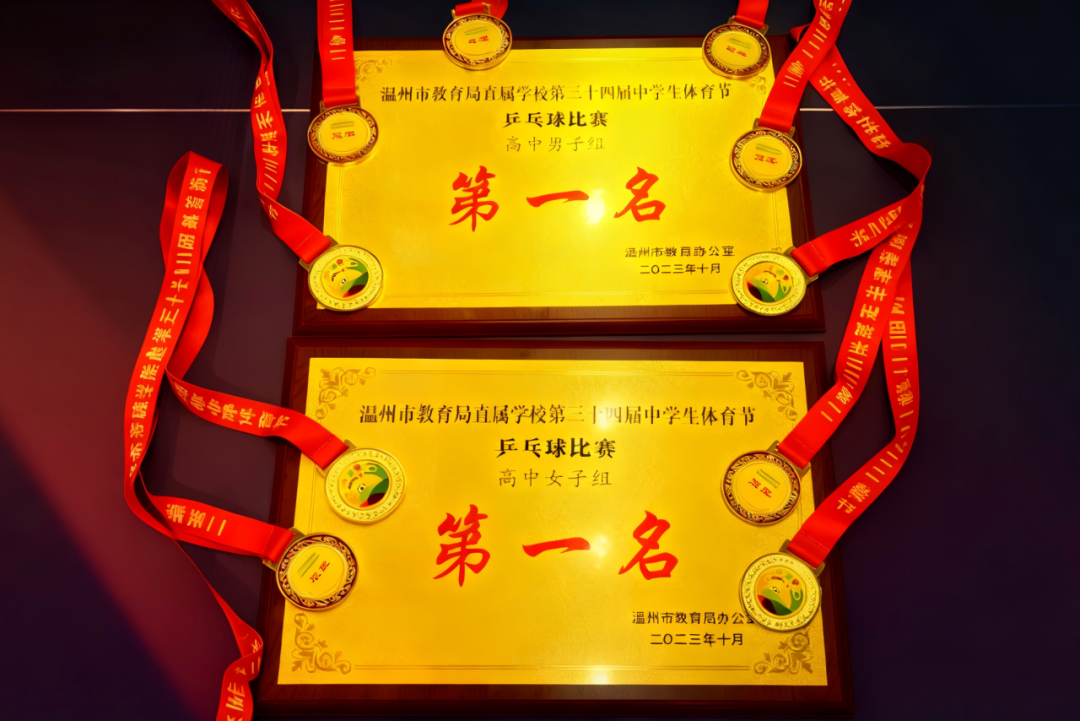 温州市教育局直属学校第三十四届中学生体育节
乒乓球比赛
高中男子组
第一名
温州市教育办公室
二〇二三年十月
温州市教育局直属学校第三十四届中学生体育节
乒乓球比赛
高中女子组
第一名
温州市教育局办公室
二〇二三年十月